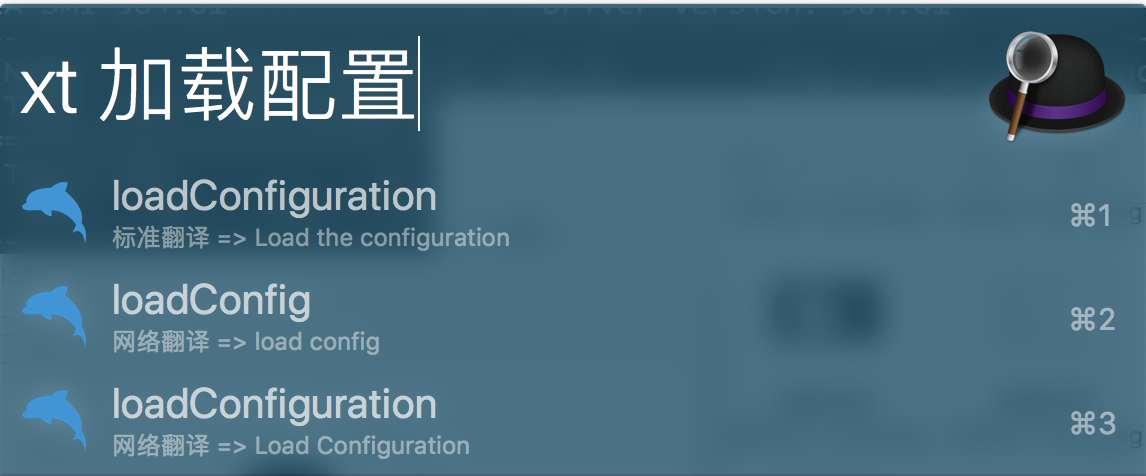 xt 加载配置
loadConfiguration
标准翻译 => Load the configuration
⌘1
loadConfig
网络翻译 => load config
⌘2
loadConfiguration
网络翻译 => Load Configuration
⌘3